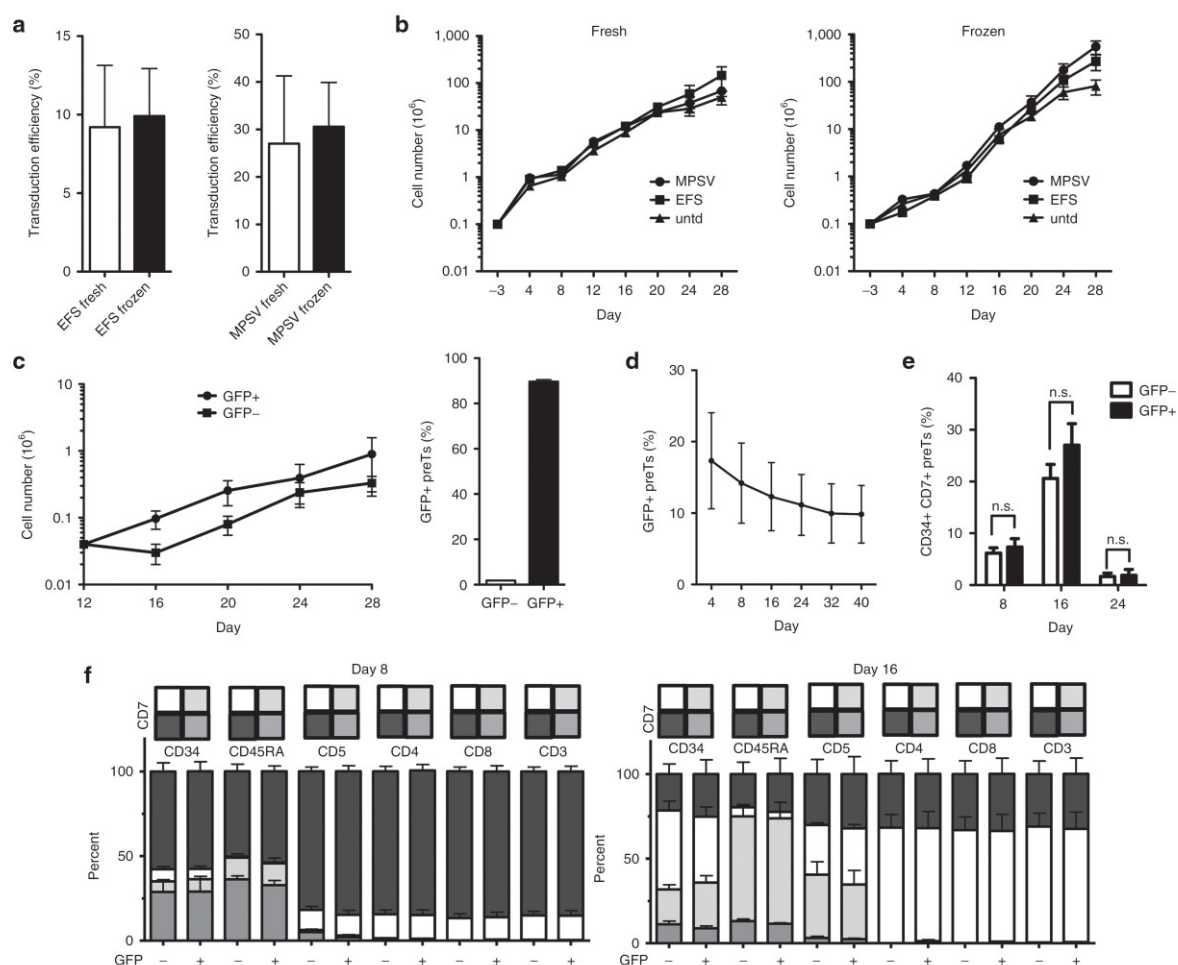 a
Transduction efficiency (%)
15
10
5
0
EFS fresh
EFS frozen
Transduction efficiency (%)
50
40
30
20
10
0
MPSV fresh
MPSV frozen
b
Fresh
Cell number (10⁶)
1,000
100
10
1
0.1
0.01
MPSV
EFS
untd
−3 4 8 12 16 20 24 28
Day
Frozen
Cell number (10⁶)
1,000
100
10
1
0.1
0.01
MPSV
EFS
untd
−3 4 8 12 16 20 24 28
Day
c
Cell number (10⁶)
10
1
0.1
0.01
GFP+
GFP−
12 16 20 24 28
Day
GFP+ preTs (%)
100
80
60
40
20
0
GFP− GFP+
d
GFP+ preTs (%)
30
20
10
0
4 8 16 24 32 40
Day
e
CD34+ CD7+ preTs (%)
40
30
20
10
0
n.s.
n.s.
n.s.
GFP−
GFP+
8 16 24
Day
f
Day 8
CD7
CD34 CD45RA CD5 CD4 CD8 CD3
Percent
100
50
0
GFP − + − + − + − + − + − +
Day 16
CD7
CD34 CD45RA CD5 CD4 CD8 CD3
Percent
100
50
0
GFP − + − + − + − + − + − +